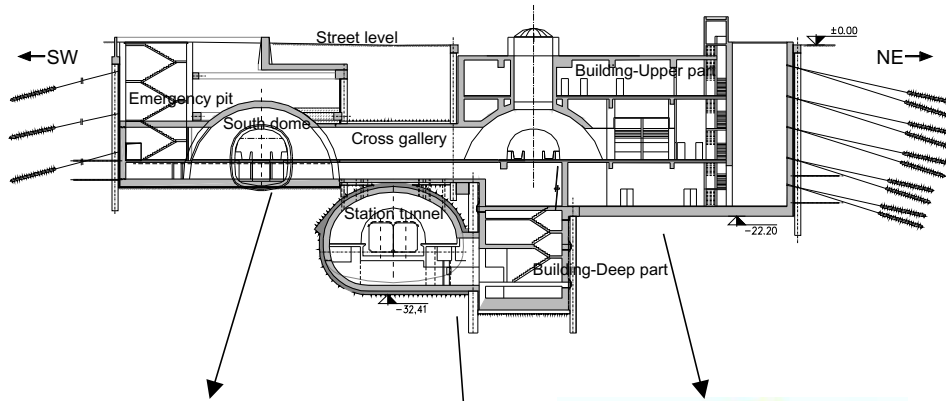 Street level
±0.00
SW
NE
Building-Upper part
Emergency pit
South dome
Cross gallery
Station tunnel
-22.20
Building-Deep part
-32,41